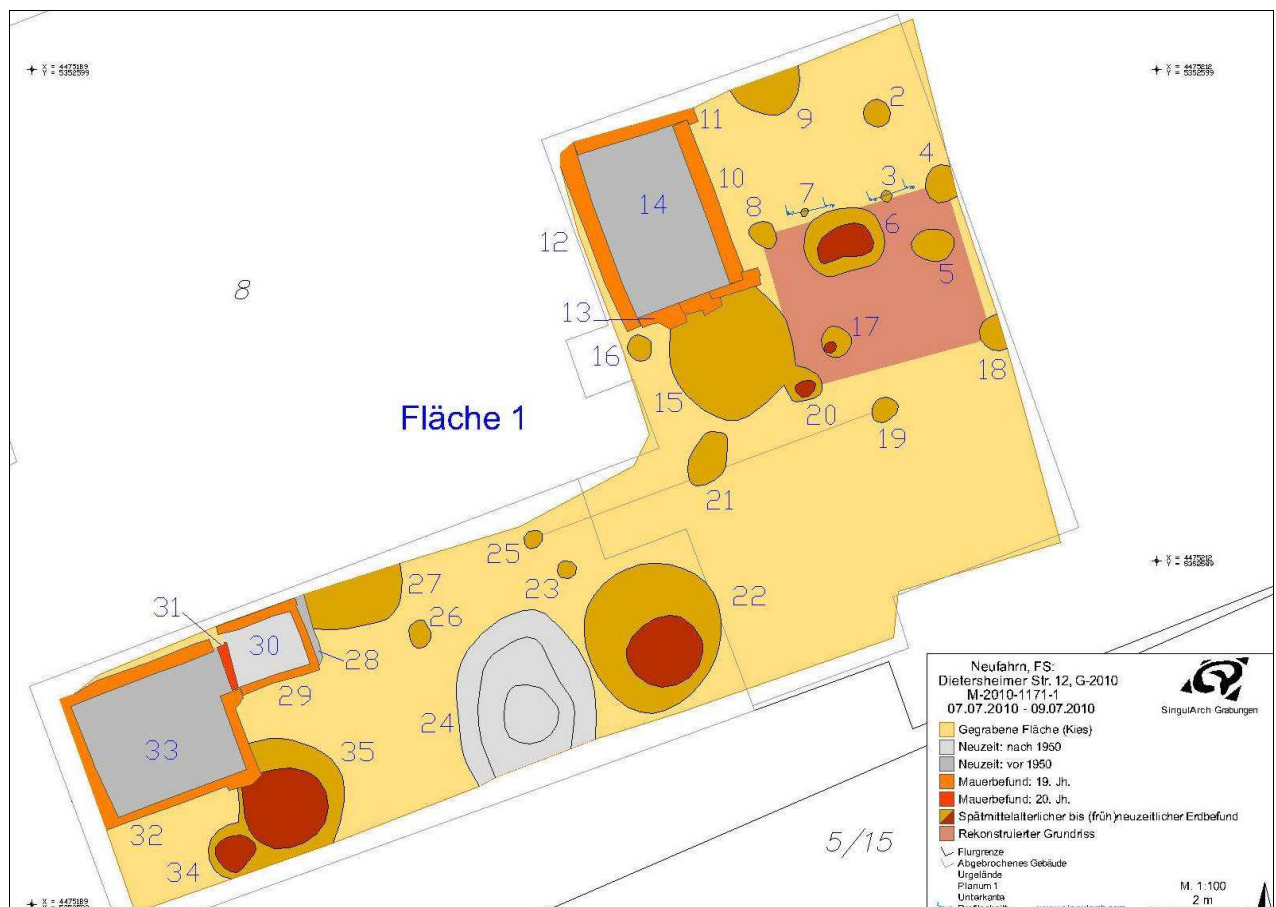 X = 4475189
Y = 5352599
9
2
11
4
10
3
7
14
8
6
12
5
8
13
17
16
18
15
20
19
Fläche 1
21
25
27
23
22
31
26
30
28
29
24
33
35
32
34
5/15
Neufahrn, FS:
Dietersheimer Str. 12, G-2010
M-2010-1171-1
07.07.2010 - 09.07.2010
SingulArch Grabungen
Gegrabene Fläche (Kies)
Neuzeit: nach 1950
Neuzeit: vor 1950
Mauerbefund: 19. Jh.
Mauerbefund: 20. Jh.
Spätmittelalterlicher bis (früh)neuzeitlicher Erdbefund
Rekonstruierter Grundriss
Flurgrenze
Abgebrochenes Gebäude
Urgelände
Planum 1
Unterkante
M. 1:100
2 m